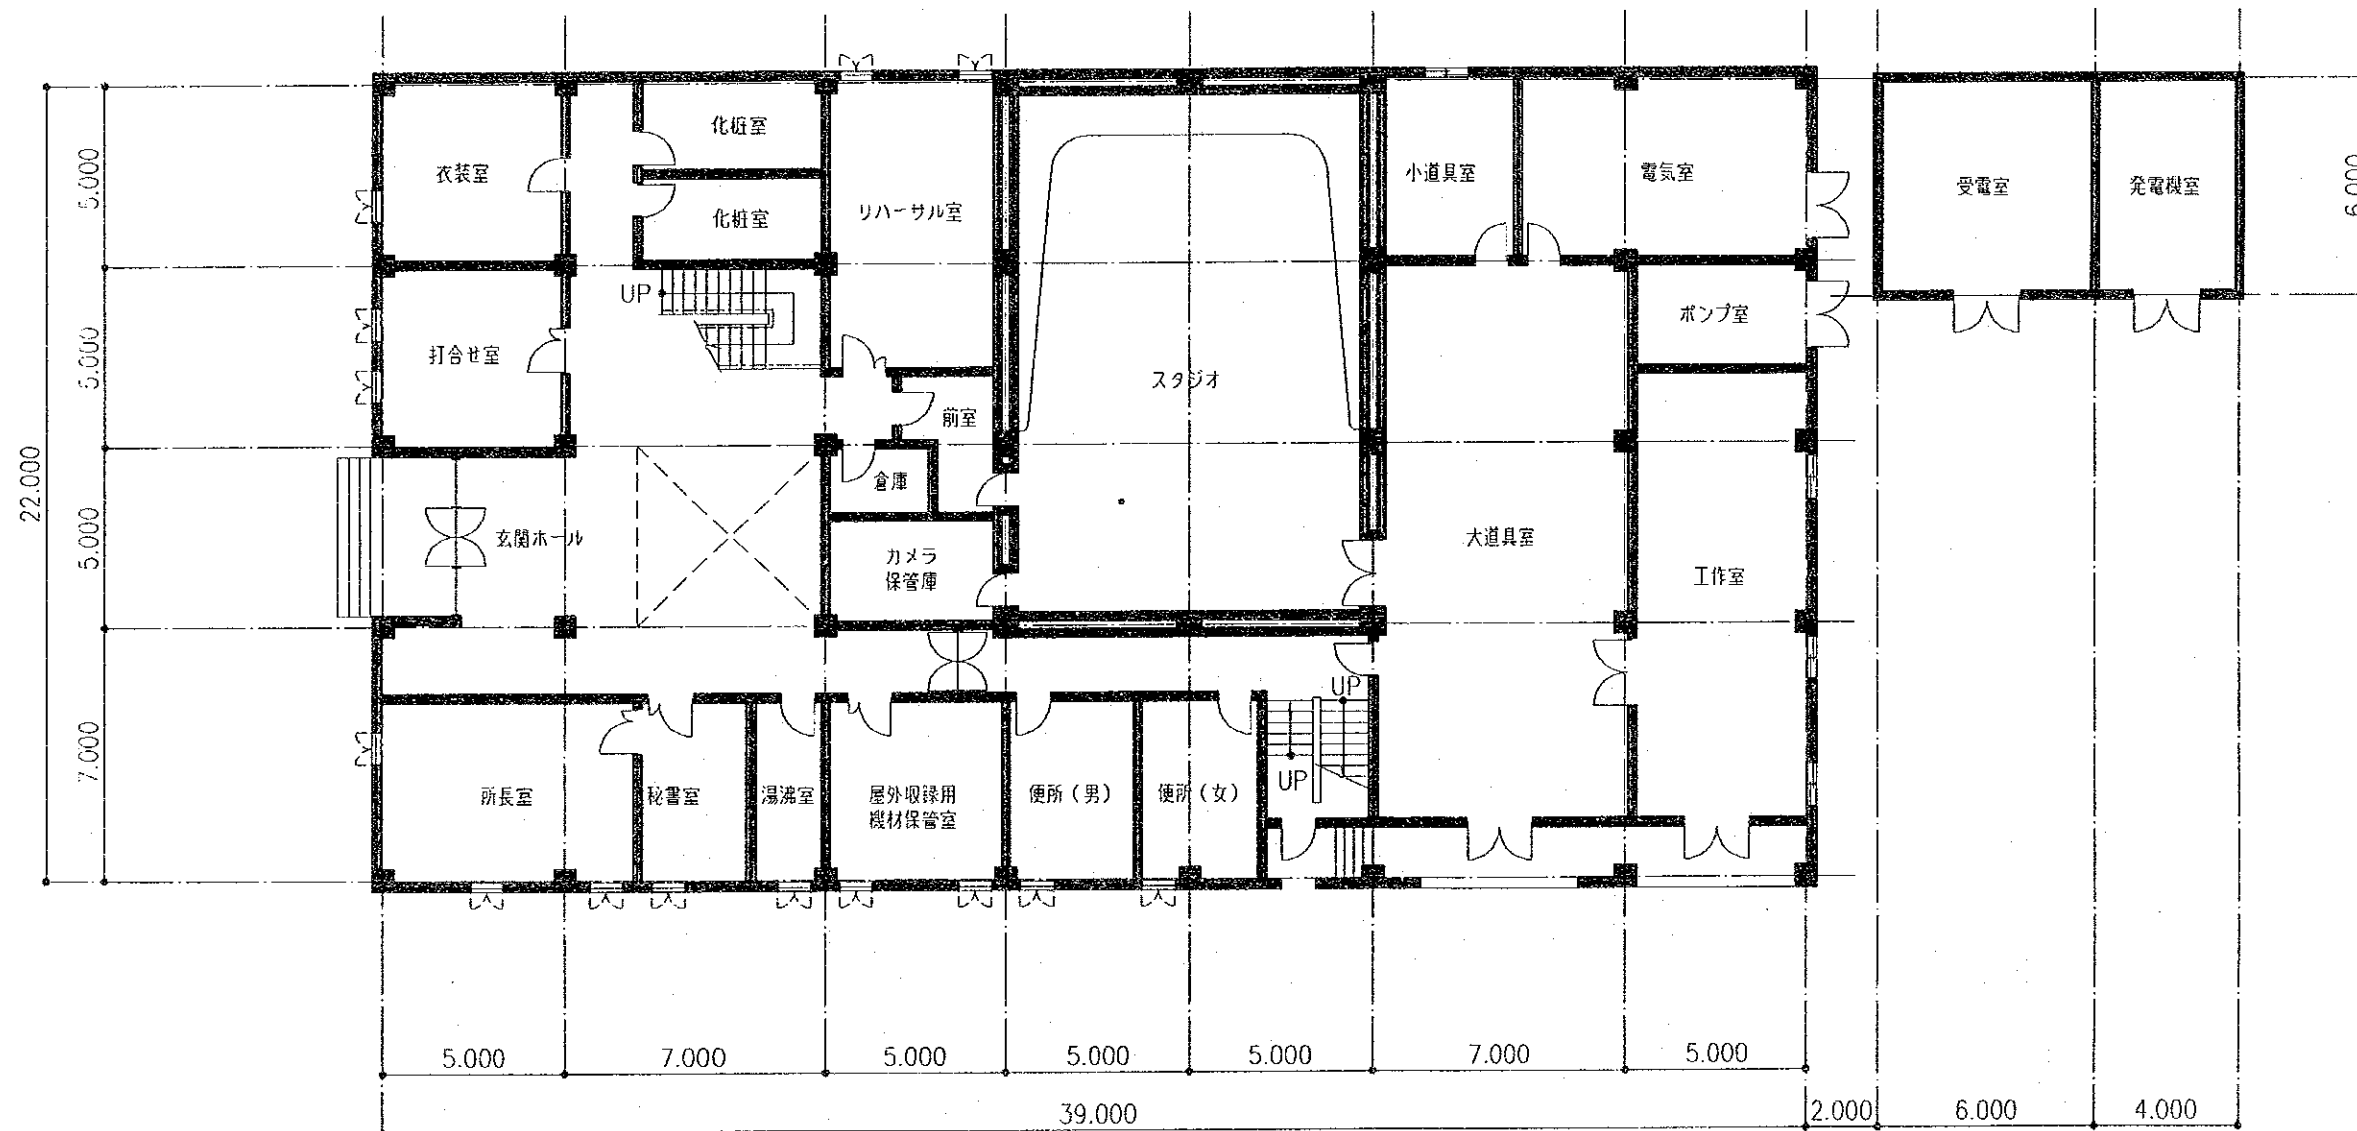 化粧室
衣装室
小道具室
電気室
受電室
発電機室
5.000
6.000
化粧室
リハーサル室
UP
ポンプ室
打合せ室
5.000
スタジオ
前室
倉庫
22.000
5.000
玄関ホール
大道具室
カメラ
保管庫
工作室
UP
7.000
UP
所長室
秘書室
湯沸室
屋外収録用
機材保管室
便所（男）
便所（女）
5.000
7.000
5.000
5.000
5.000
7.000
5.000
39.000
2.000
6.000
4.000